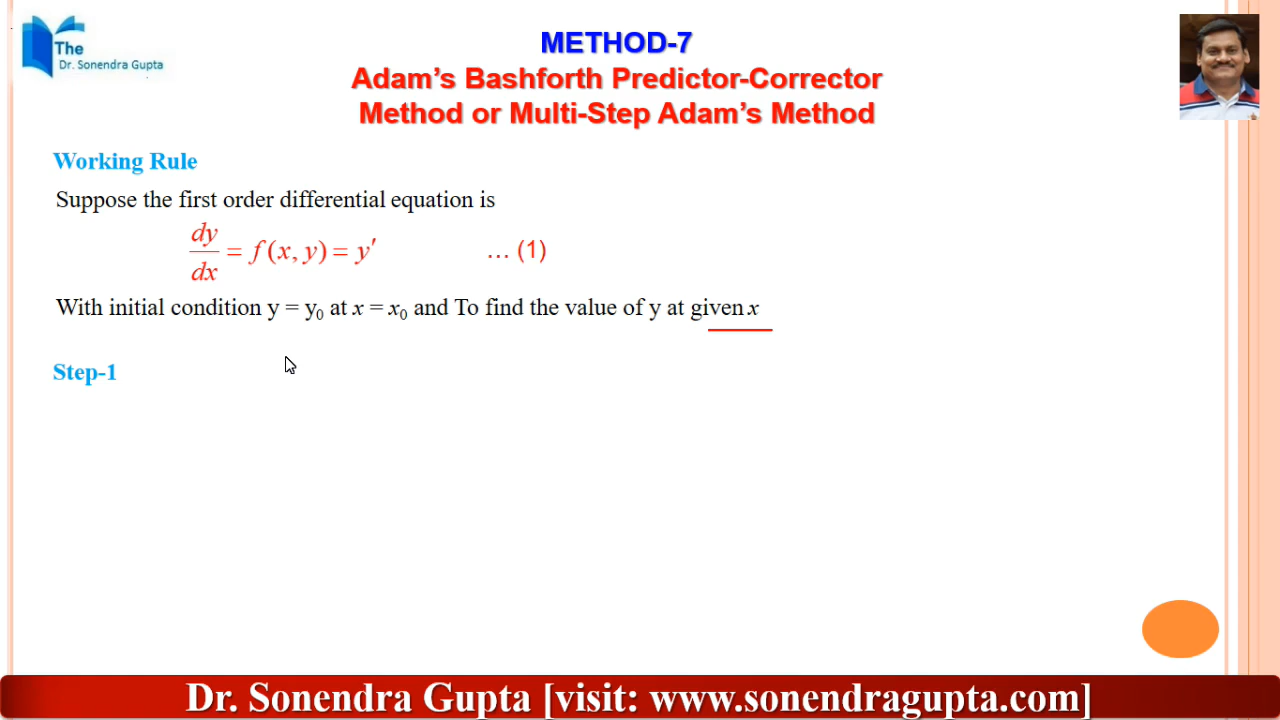 The
Dr. Sonendra Gupta
METHOD-7
Adam's Bashforth Predictor-Corrector
Method or Multi-Step Adam's Method
Working Rule
Suppose the first order differential equation is
dy/dx = f(x, y) = y′ … (1)
With initial condition y = y₀ at x = x₀ and To find the value of y at given x
Step-1
Dr. Sonendra Gupta [visit: www.sonendragupta.com]